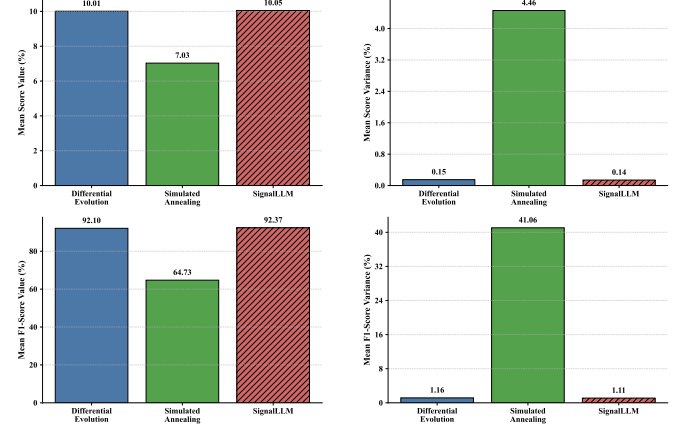 10.01
7.03
10.05
10
8
6
4
2
0
Mean Score Value (%)
Differential
Evolution
Simulated
Annealing
SignalLLM
0.15
4.46
0.14
4.0
3.2
2.4
1.6
0.8
0.0
Mean Score Variance (%)
Differential
Evolution
Simulated
Annealing
SignalLLM
92.10
64.73
92.37
80
60
40
20
0
Mean F1-Score Value (%)
Differential
Evolution
Simulated
Annealing
SignalLLM
1.16
41.06
1.11
40
32
24
16
8
0
Mean F1-Score Variance (%)
Differential
Evolution
Simulated
Annealing
SignalLLM